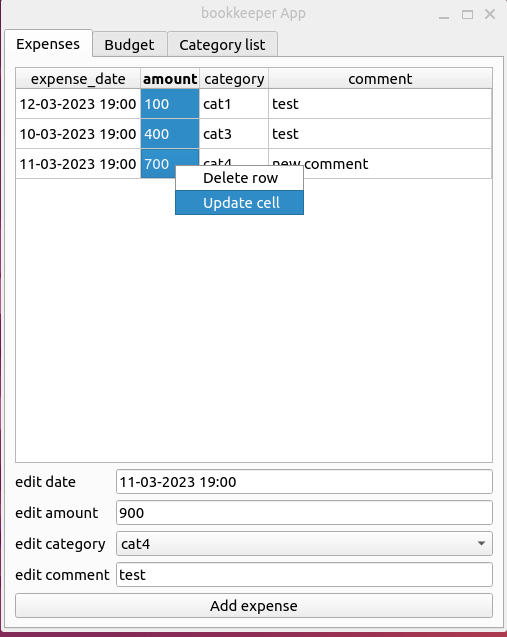 bookkeeper App
Expenses Budget Category list
expense_date amount category comment
12-03-2023 19:00 100 cat1 test
10-03-2023 19:00 400 cat3 test
11-03-2023 19:00 700 cat4 new comment
Delete row
Update cell
edit date 11-03-2023 19:00
edit amount 900
edit category cat4
edit comment test
Add expense